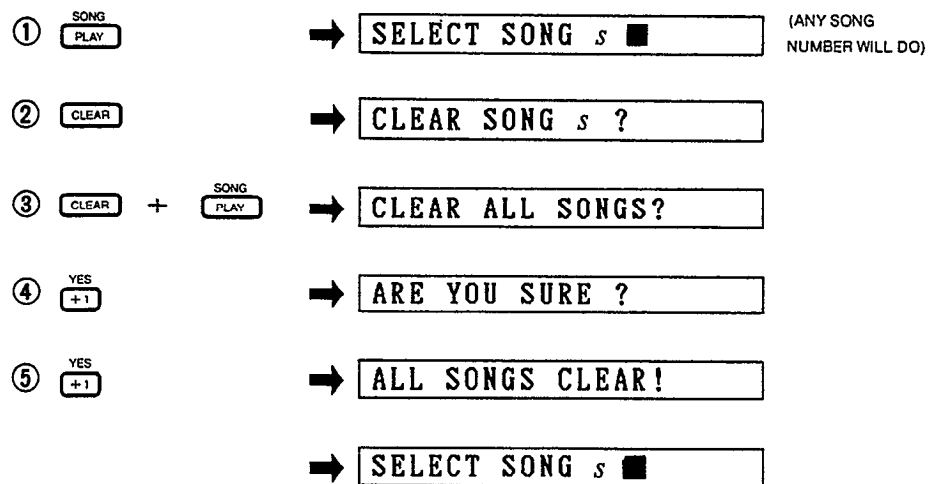 SONG
① PLAY ➡ SELECT SONG s ■ (ANY SONG
NUMBER WILL DO)
② CLEAR ➡ CLEAR SONG s ?
SONG
③ CLEAR + PLAY ➡ CLEAR ALL SONGS?
YES
④ +1 ➡ ARE YOU SURE ?
YES
⑤ +1 ➡ ALL SONGS CLEAR!
➡ SELECT SONG s ■